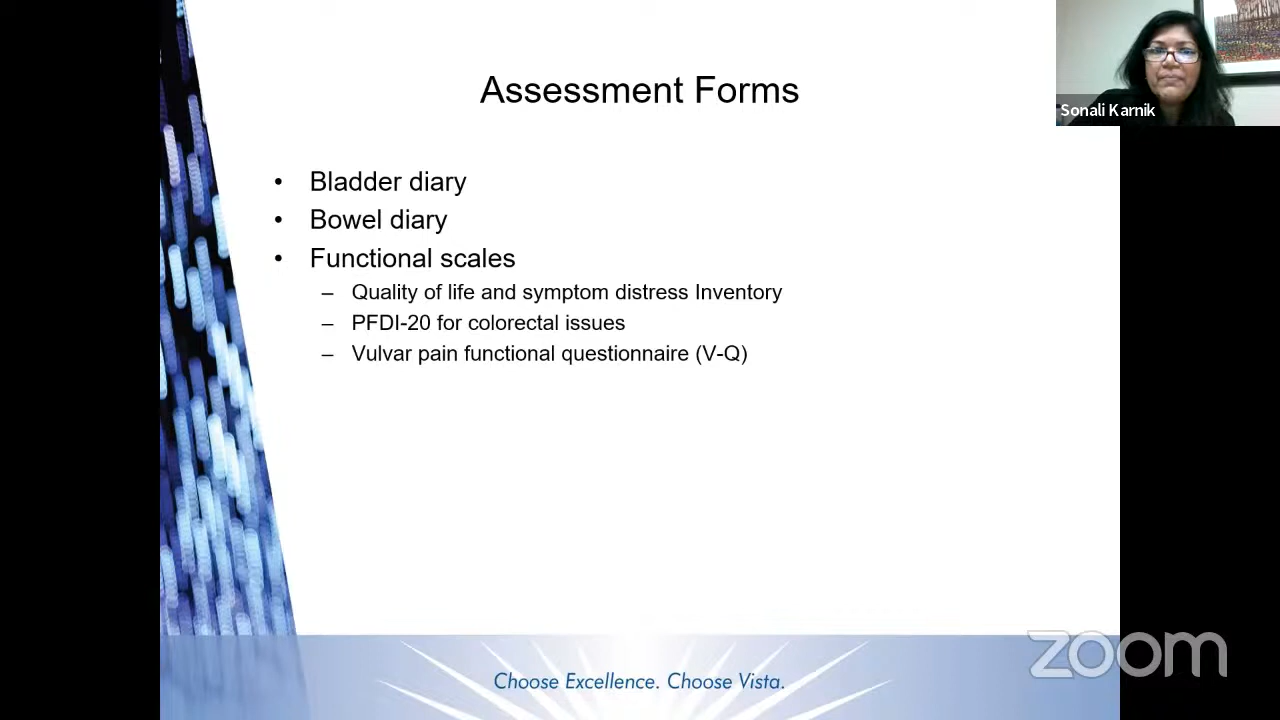 Assessment Forms
Sonali Karnik
• Bladder diary
• Bowel diary
• Functional scales
– Quality of life and symptom distress Inventory
– PFDI-20 for colorectal issues
– Vulvar pain functional questionnaire (V-Q)
Choose Excellence. Choose Vista.
zoom